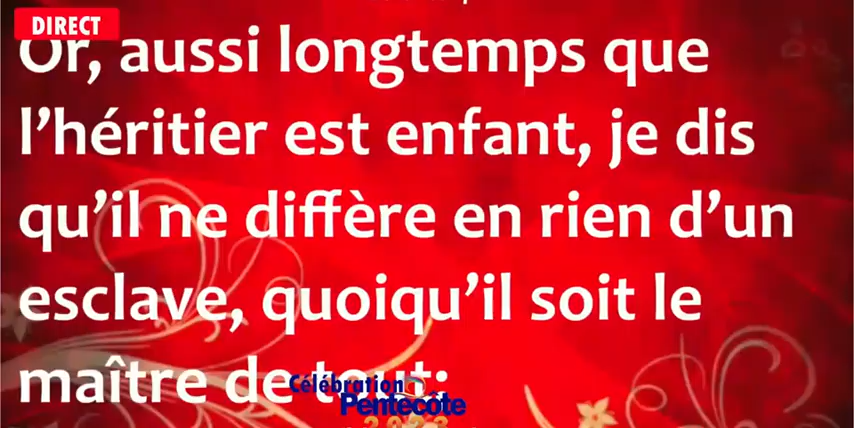 DIRECT
Or, aussi longtemps que
l'héritier est enfant, je dis
qu'il ne diffère en rien d'un
esclave, quoiqu'il soit le
maître de tout:
Célébration
Pentecôte